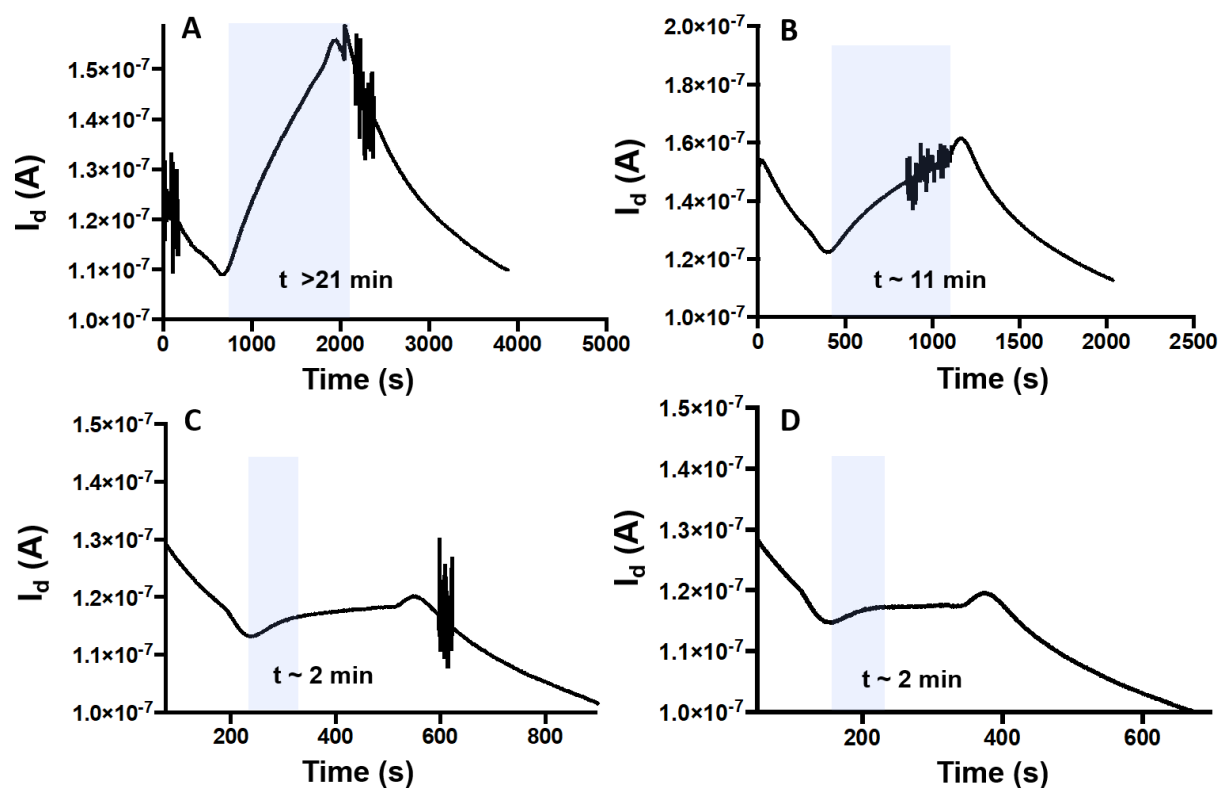 A
I_d (A)
1.5×10^-7
1.4×10^-7
1.3×10^-7
1.2×10^-7
1.1×10^-7
1.0×10^-7
t >21 min
0 1000 2000 3000 4000 5000
Time (s)
B
I_d (A)
2.0×10^-7
1.8×10^-7
1.6×10^-7
1.4×10^-7
1.2×10^-7
1.0×10^-7
t ~ 11 min
0 500 1000 1500 2000 2500
Time (s)
C
I_d (A)
1.5×10^-7
1.4×10^-7
1.3×10^-7
1.2×10^-7
1.1×10^-7
1.0×10^-7
t ~ 2 min
200 400 600 800
Time (s)
D
I_d (A)
1.5×10^-7
1.4×10^-7
1.3×10^-7
1.2×10^-7
1.1×10^-7
1.0×10^-7
t ~ 2 min
200 400 600
Time (s)